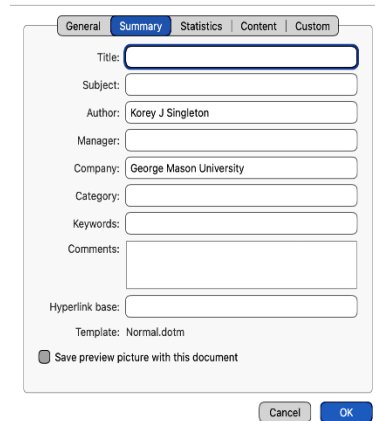 General Summary Statistics Content Custom
Title:
Subject:
Author: Korey J Singleton
Manager:
Company: George Mason University
Category:
Keywords:
Comments:
Hyperlink base:
Template: Normal.dotm
Save preview picture with this document
Cancel OK